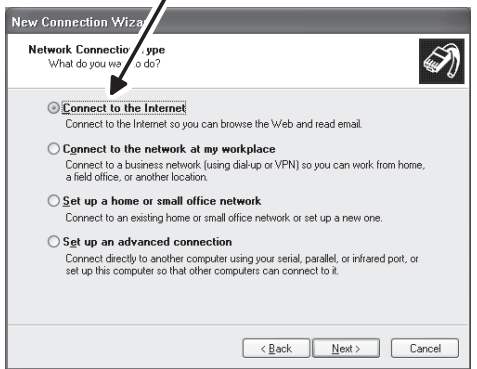 New Connection
Network
What do you to do?
Connect to the Internet
Connect to the Internet so you can browse the Web and read email.
Connect to the network at my workplace
Connect to a business network (using dial-up or VPN) so you can work from home,
a field office, or another location.
Set up a home or small office network
Connect to an existing home or small office network or set up a new one.
Set up an advanced connection
Connect directly to another computer using your serial, parallel, or infrared port, or
set up this computer so that other computers can connect to it.
< Back Next > Cancel